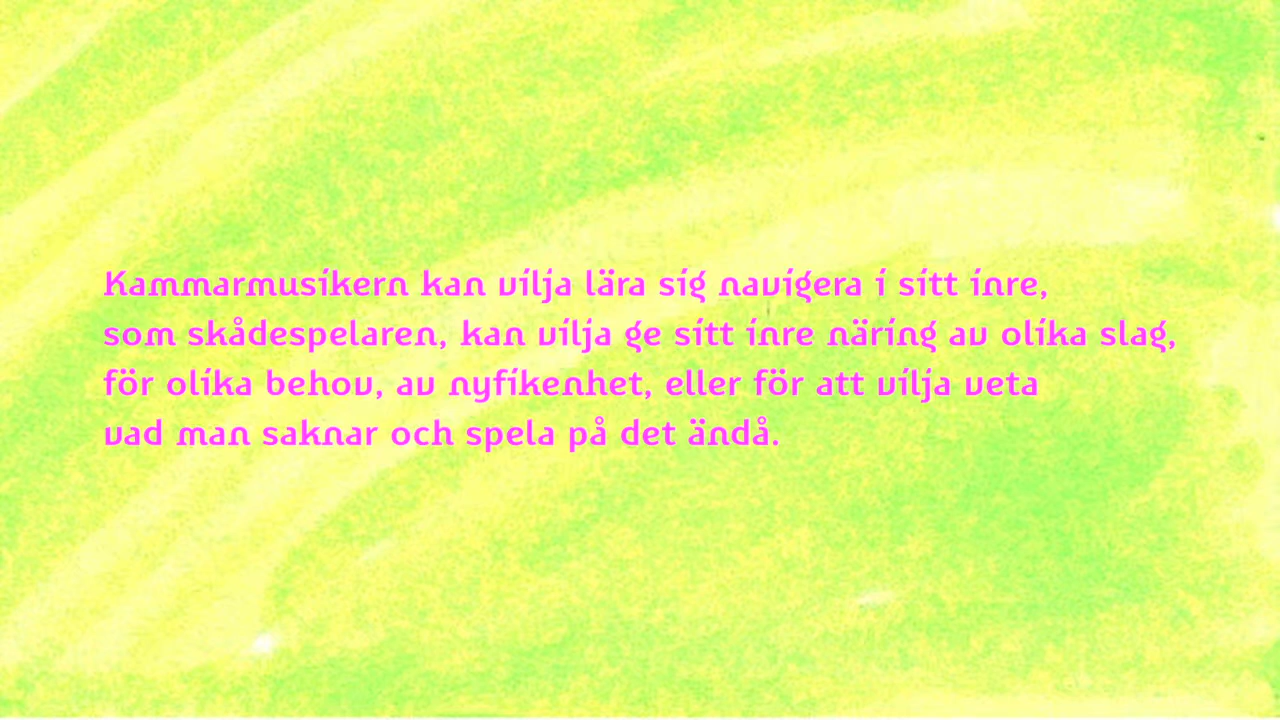 Kammarmusikern kan vilja lära sig navigera i sitt inre,
som skådespelaren, kan vilja ge sitt inre näring av olika slag,
för olika behov, av nyfikenhet, eller för att vilja veta
vad man saknar och spela på det ändå.